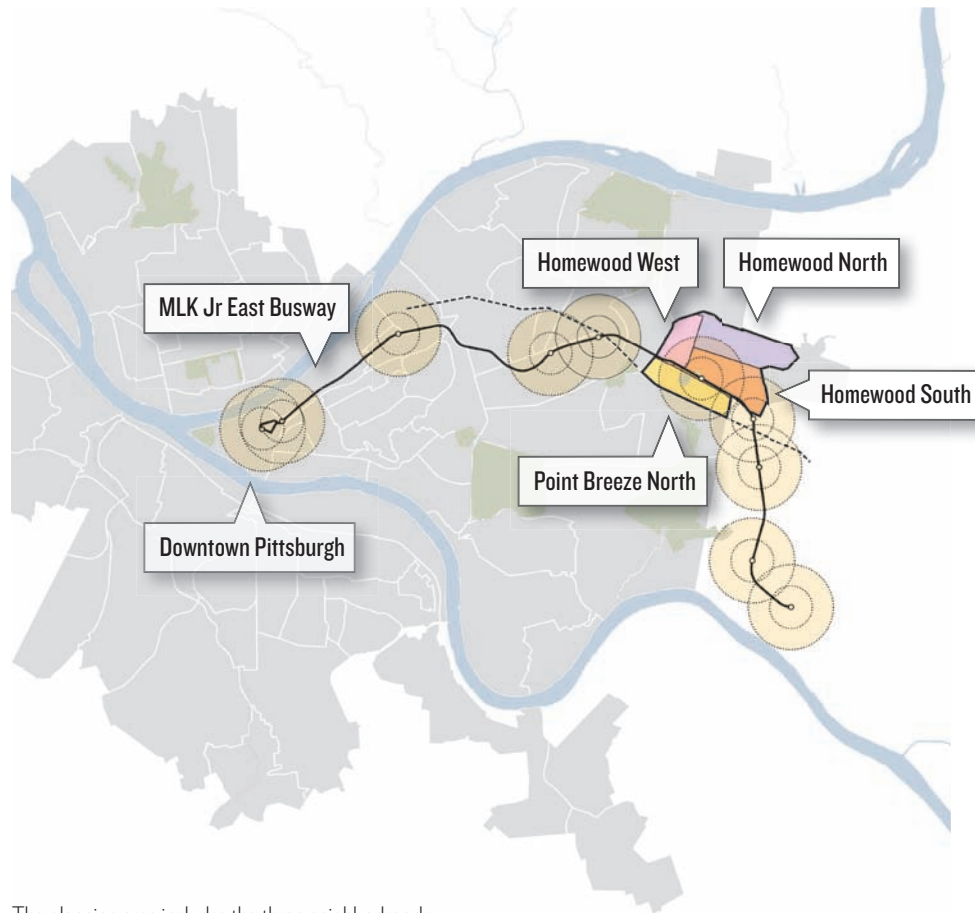 Homewood West
Homewood North
MLK Jr East Busway
Homewood South
Point Breeze North
Downtown Pittsburgh